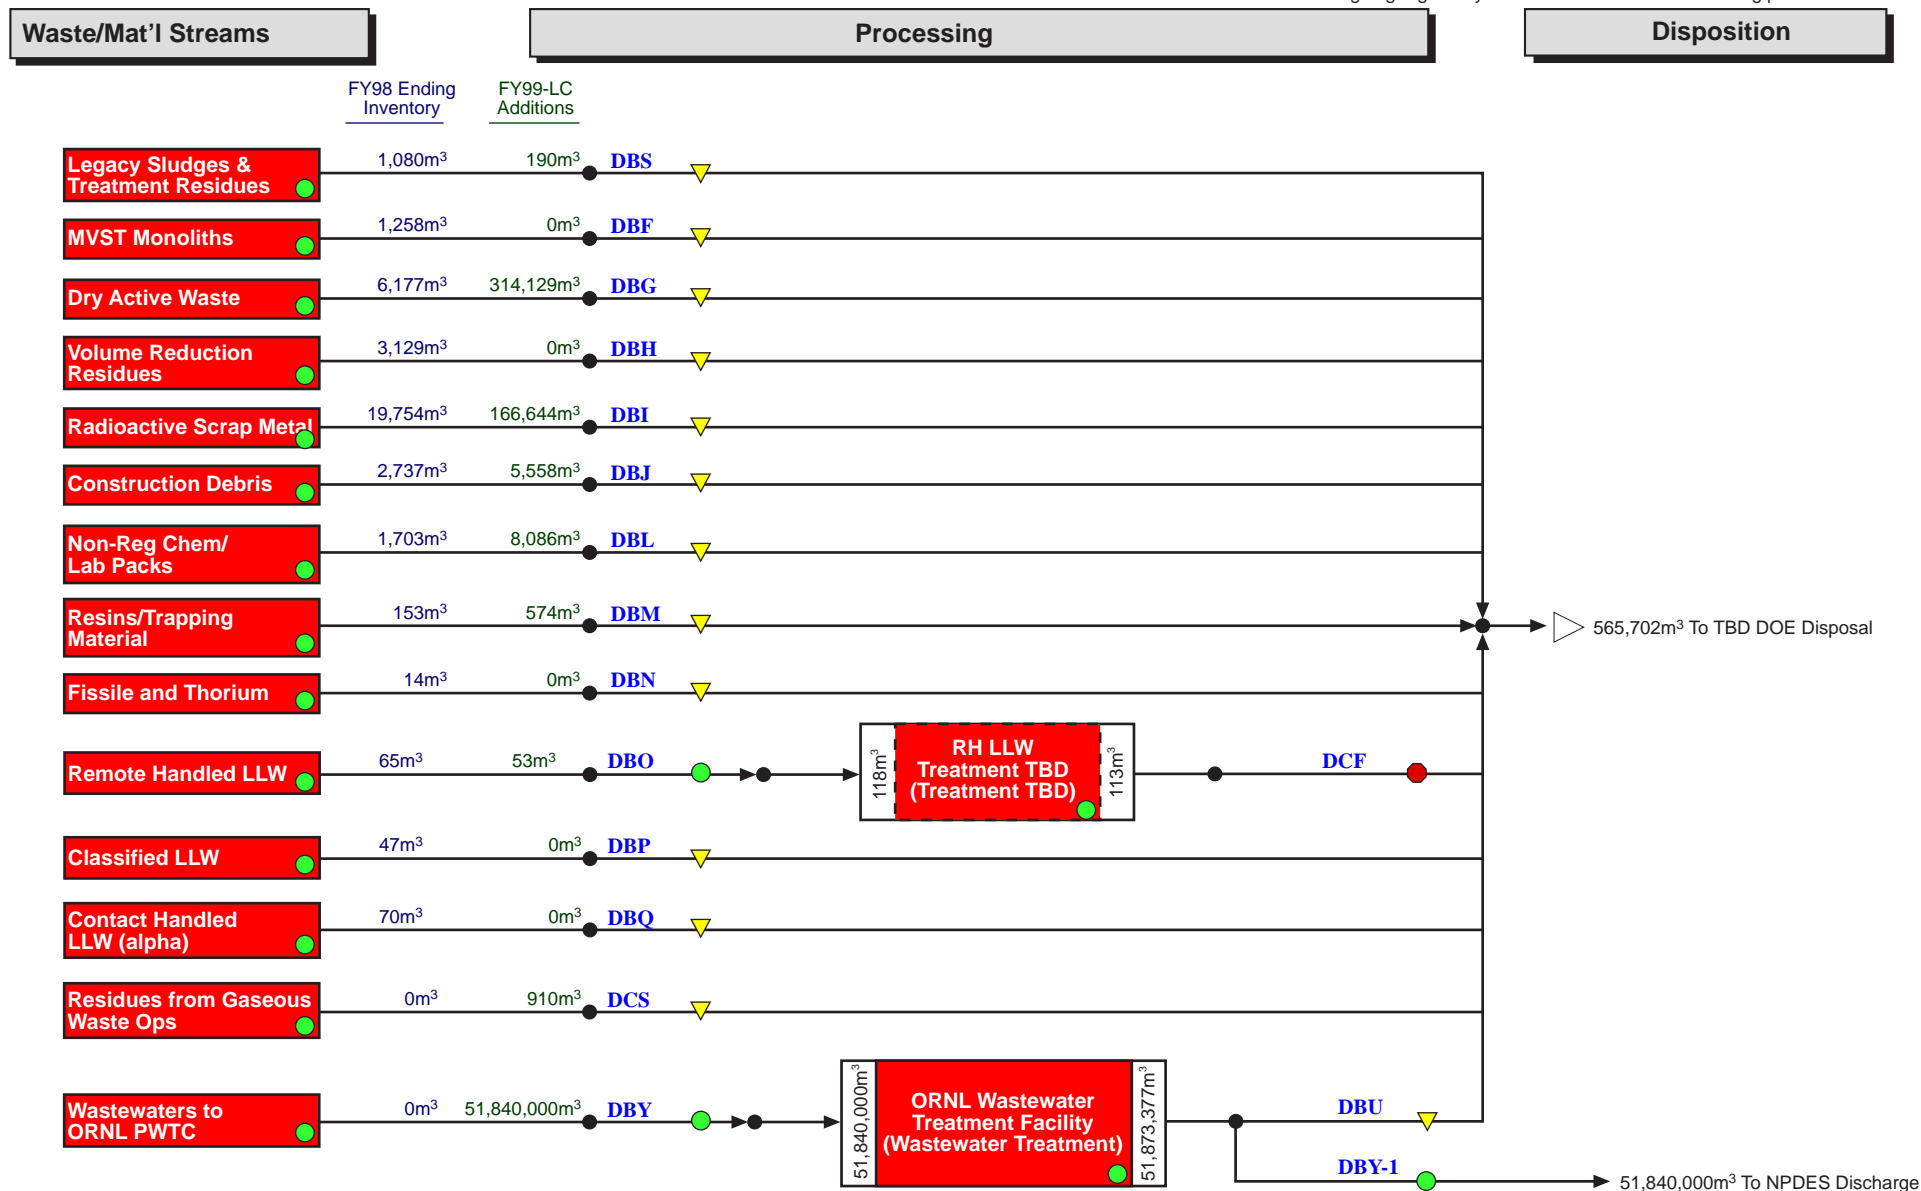 Waste/Mat'l Streams
Processing
Disposition
FY98 Ending
Inventory
FY99-LC
Additions
Legacy Sludges &
Treatment Residues
1,080m³
190m³
DBS
MVST Monoliths
1,258m³
0m³
DBF
Dry Active Waste
6,177m³
314,129m³
DBG
Volume Reduction
Residues
3,129m³
0m³
DBH
Radioactive Scrap Metal
19,754m³
166,644m³
DBI
Construction Debris
2,737m³
5,558m³
DBJ
Non-Reg Chem/
Lab Packs
1,703m³
8,086m³
DBL
Resins/Trapping
Material
153m³
574m³
DBM
565,702m³ To TBD DOE Disposal
Fissile and Thorium
14m³
0m³
DBN
Remote Handled LLW
65m³
53m³
DBO
118m³
RH LLW
Treatment TBD
(Treatment TBD)
113m³
DCF
Classified LLW
47m³
0m³
DBP
Contact Handled
LLW (alpha)
70m³
0m³
DBQ
Residues from Gaseous
Waste Ops
0m³
910m³
DCS
Wastewaters to
ORNL PWTC
0m³
51,840,000m³
DBY
51,840,000m³
ORNL Wastewater
Treatment Facility
(Wastewater Treatment)
51,873,377m³
DBU
DBY-1
51,840,000m³ To NPDES Discharge